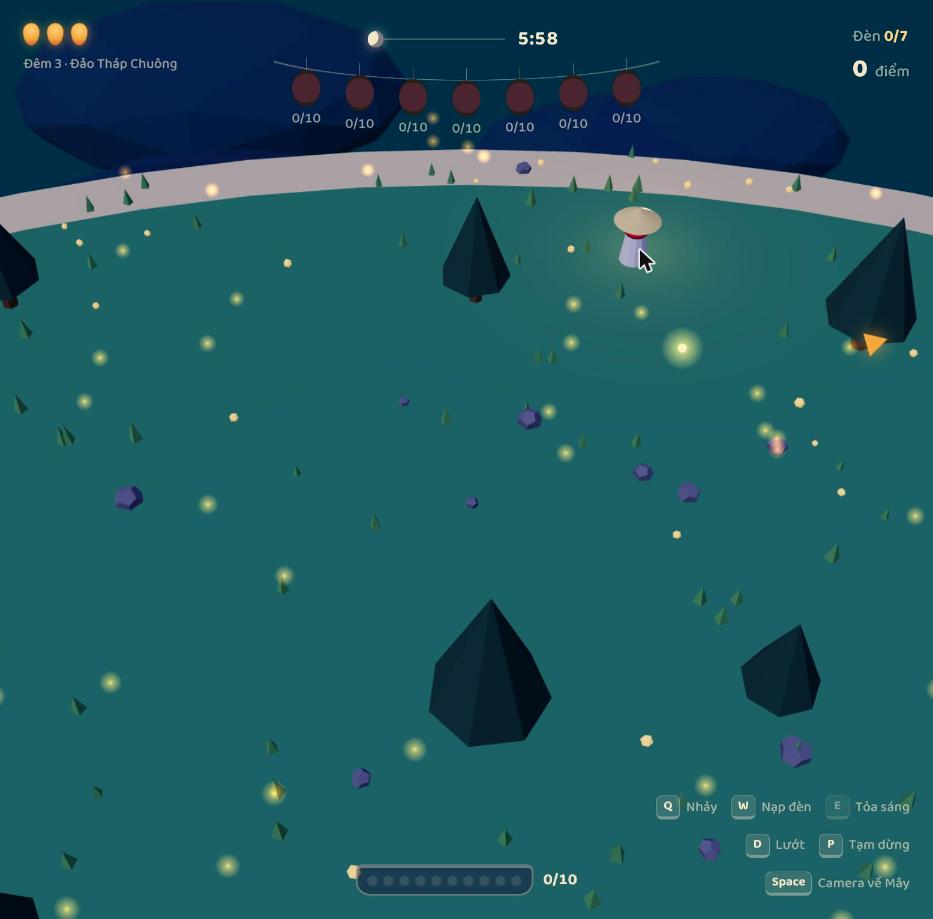 5:58
Đèn 0/7
Đêm 3 · Đảo Tháp Chuông
0 điểm
0/10 0/10 0/10 0/10 0/10 0/10 0/10
Q Nhảy W Nạp đèn E Tỏa sáng
D Lướt P Tạm dừng
0/10
Space Camera về Mây